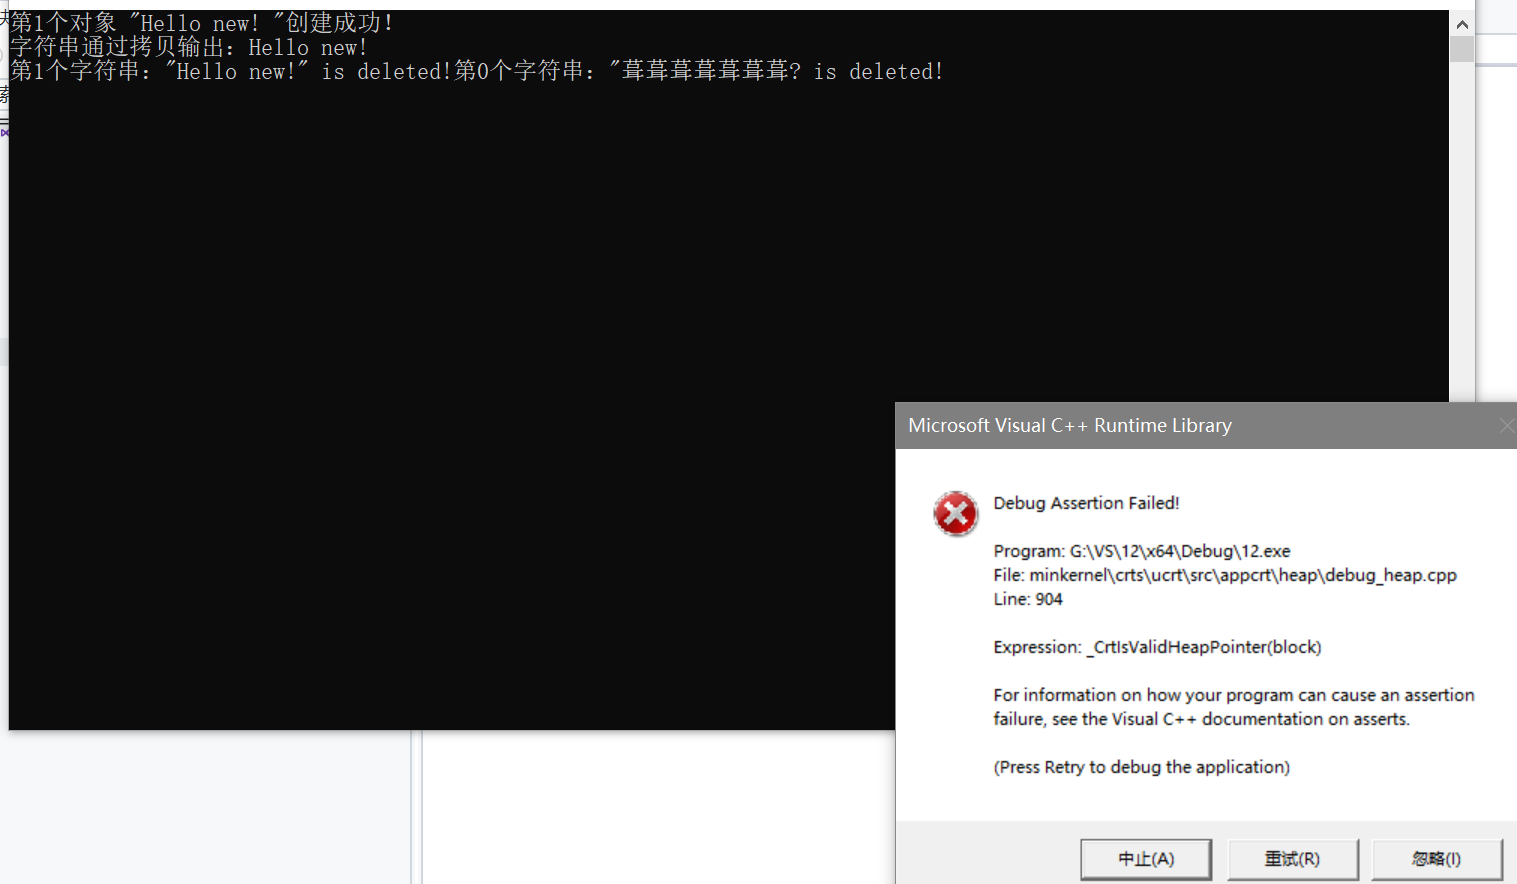 第1个对象 "Hello new! "创建成功!
字符串通过拷贝输出: Hello new!
第1个字符串: "Hello new!" is deleted!第0个字符串: "葺葺葺葺葺葺葺? is deleted!
Microsoft Visual C++ Runtime Library
Debug Assertion Failed!
Program: G:\VS\12\x64\Debug\12.exe
File: minkernel\crts\ucrt\src\appcrt\heap\debug_heap.cpp
Line: 904
Expression: _CrtIsValidHeapPointer(block)
For information on how your program can cause an assertion
failure, see the Visual C++ documentation on asserts.
(Press Retry to debug the application)
中止(A)
重试(R)
忽略(I)